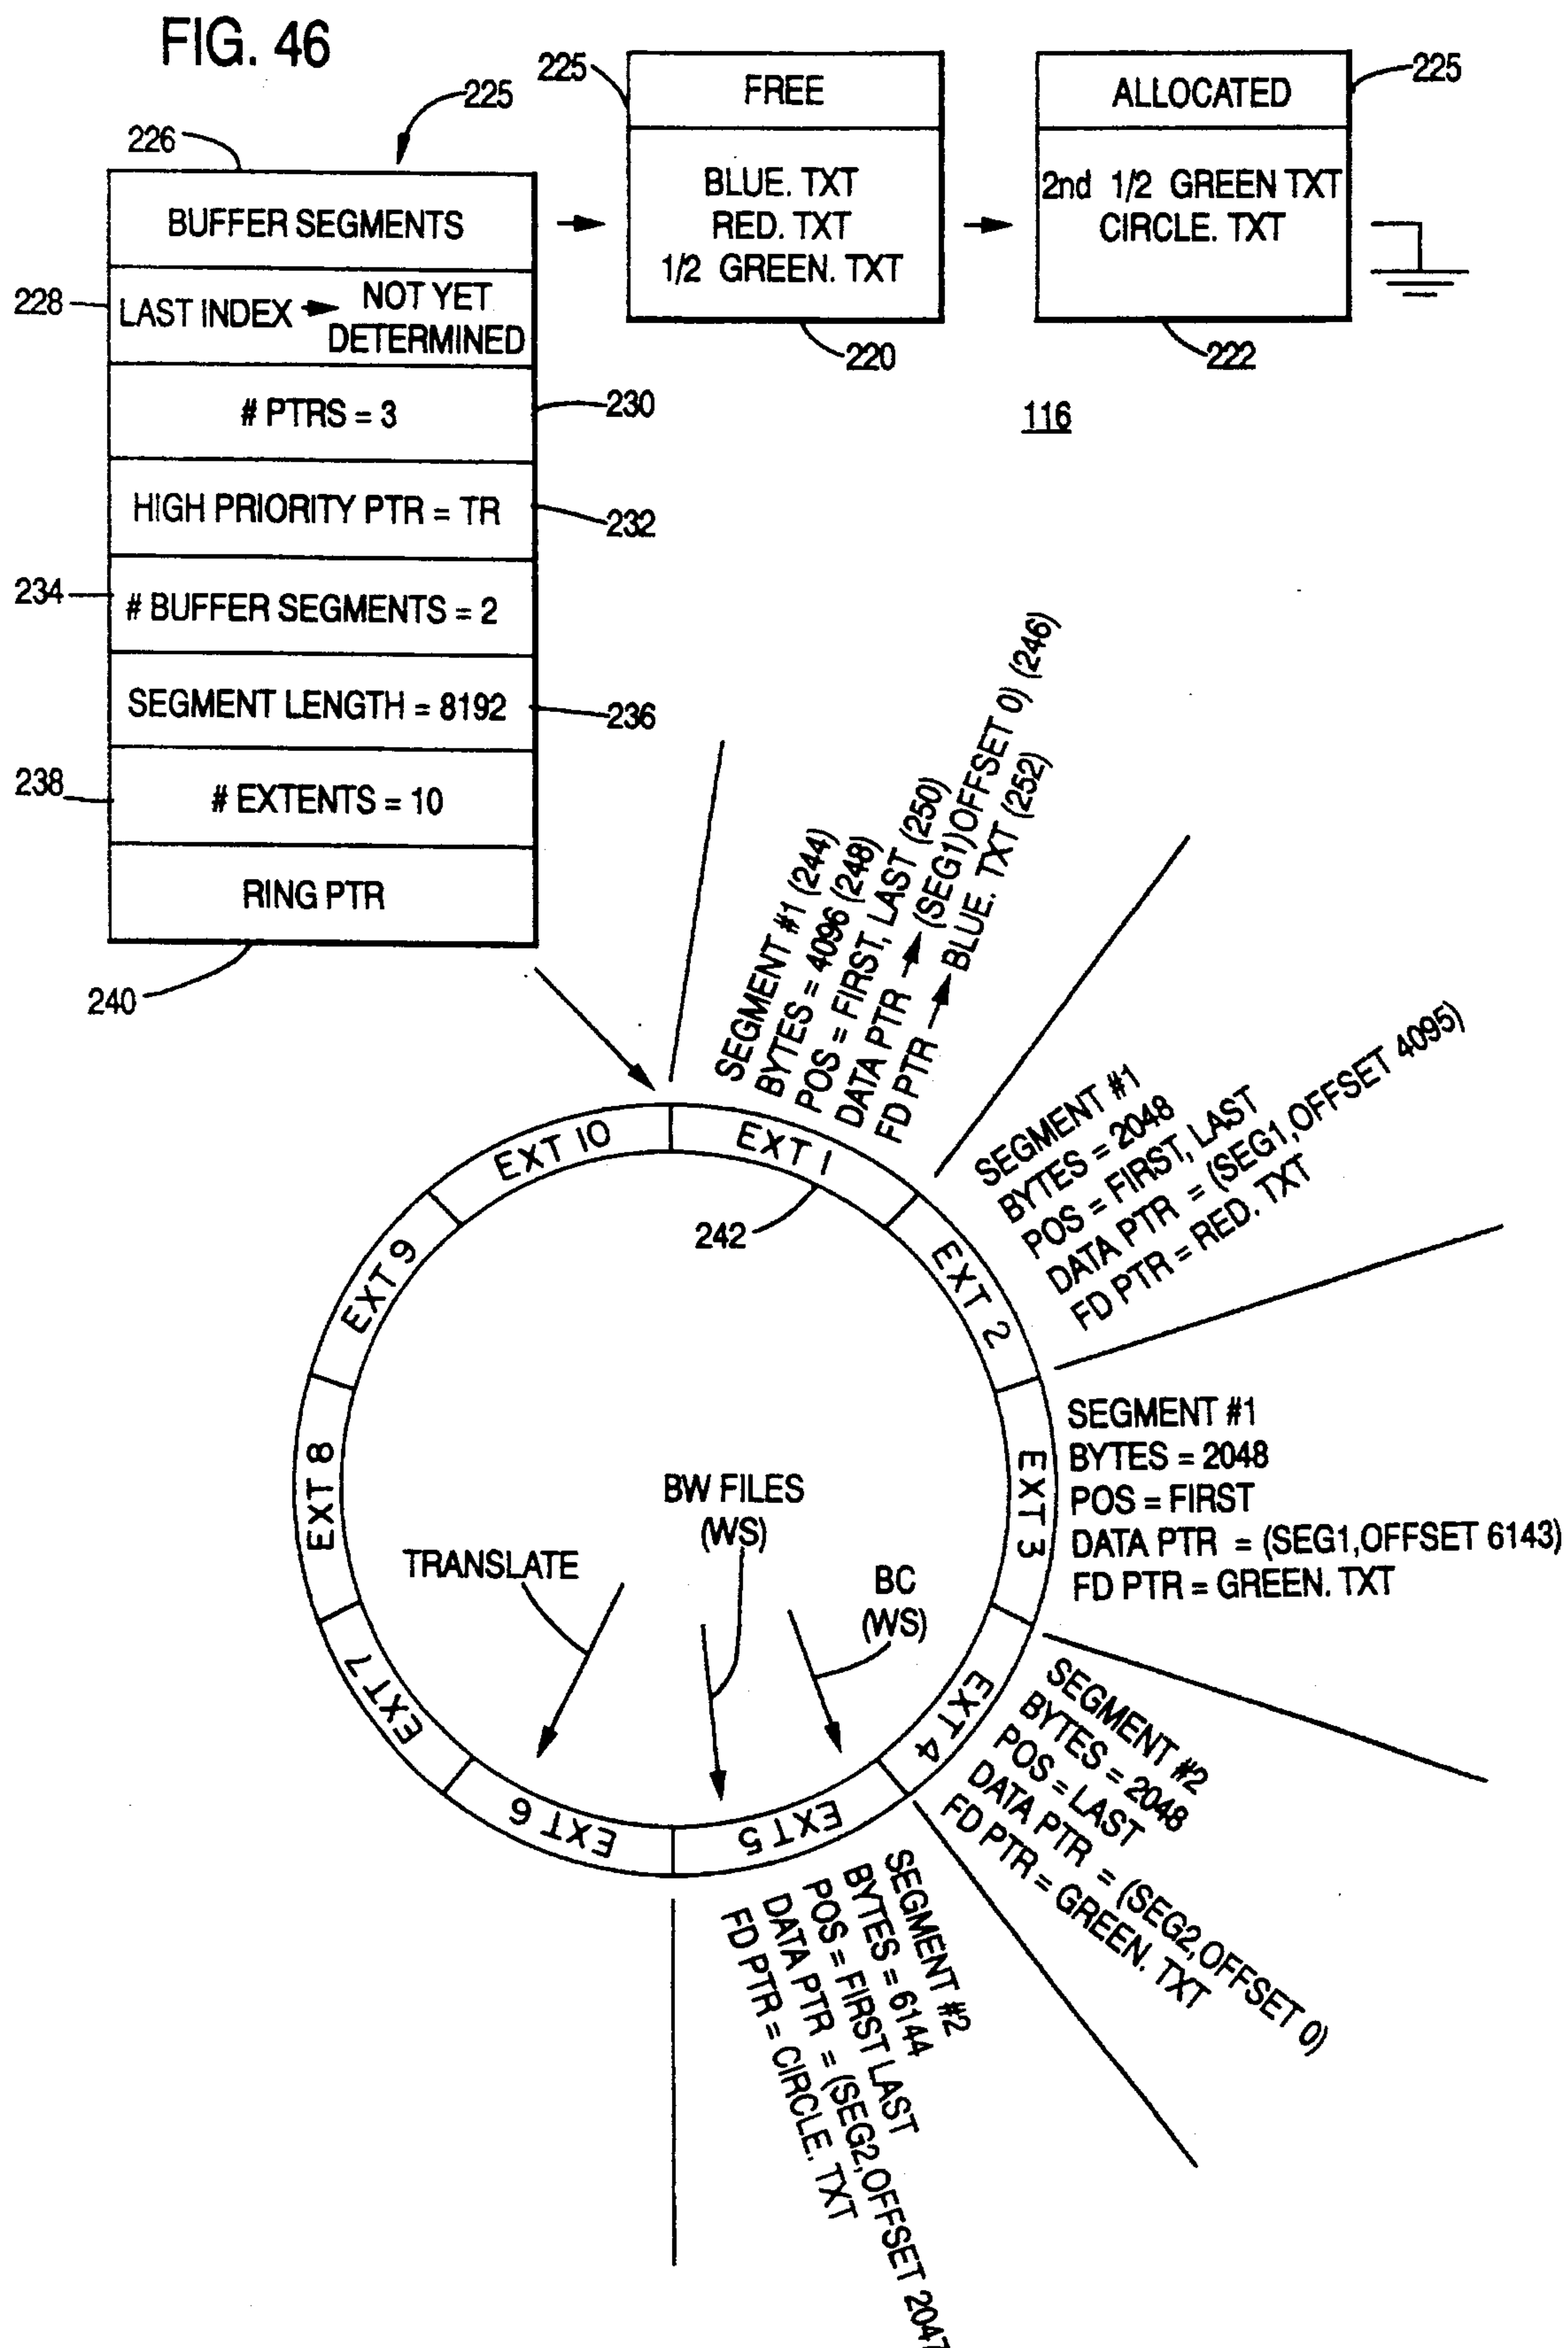 FIG. 46
225
226
BUFFER SEGMENTS
228
LAST INDEX
NOT YET
DETERMINED
# PTRS = 3
230
HIGH PRIORITY PTR = TR
232
234
# BUFFER SEGMENTS = 2
SEGMENT LENGTH = 8192
236
238
# EXTENTS = 10
RING PTR
240
225
FREE
BLUE. TXT
RED. TXT
1/2 GREEN. TXT
220
225
ALLOCATED
2nd 1/2 GREEN TXT
CIRCLE. TXT
222
116
SEGMENT #1 (244)
BYTES = 4096 (248)
POS = FIRST, LAST (250)
DATA PTR (SEG1)OFFSET 0) (246)
FD PTR BLUE. TXT (252)
SEGMENT #1
BYTES = 2048
POS = FIRST, LAST
DATA PTR = (SEG1,OFFSET 4095)
FD PTR = RED. TXT
SEGMENT #1
BYTES = 2048
POS = FIRST
DATA PTR = (SEG1,OFFSET 6143)
FD PTR = GREEN. TXT
SEGMENT #2
BYTES = 2048
POS = LAST
DATA PTR = (SEG2,OFFSET 0)
FD PTR = GREEN. TXT
SEGMENT #2
BYTES = 6144
POS = FIRST LAST
DATA PTR = (SEG2,OFFSET 2047
FD PTR = CIRCLE. TXT
EXT 1
EXT 2
EXT 3
EXT 4
EXT 5
EXT 6
EXT 7
EXT 8
EXT 9
EXT 10
242
TRANSLATE
BW FILES
(WS)
BC
(WS)